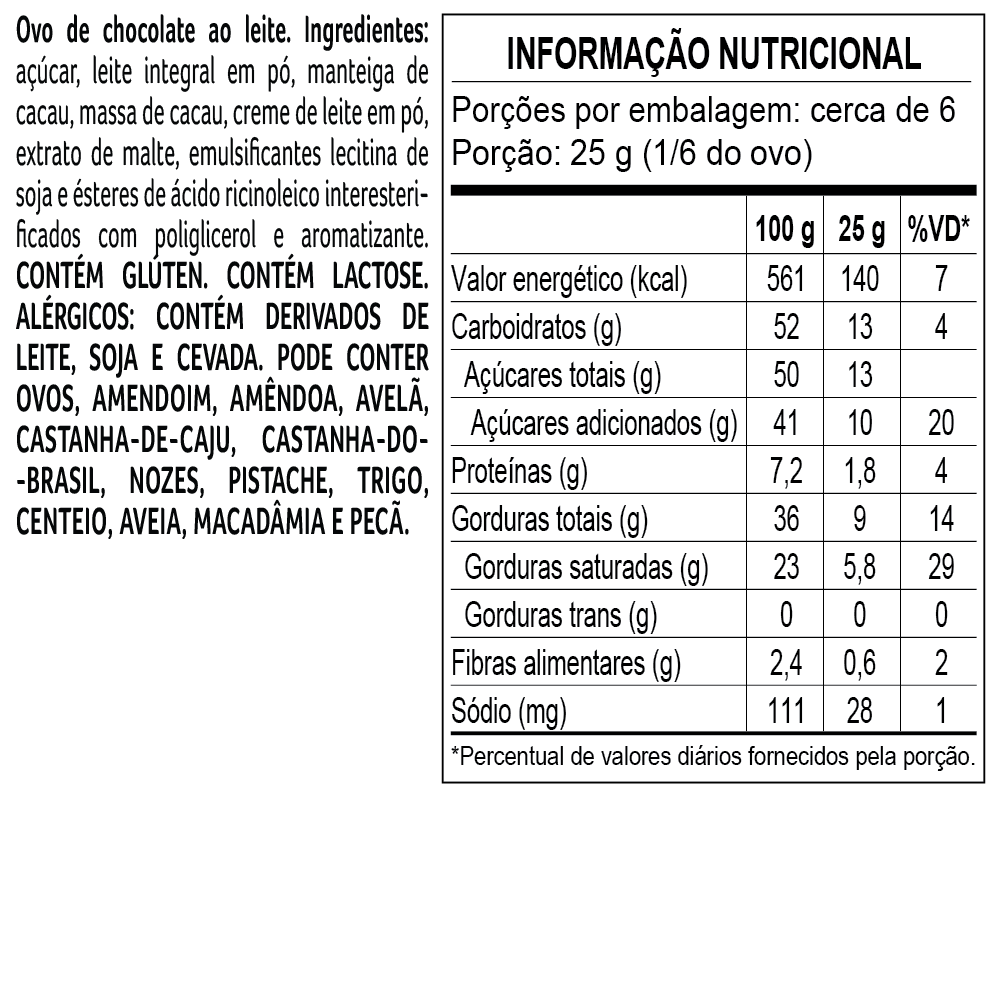 Ovo de chocolate ao leite. Ingredientes:
açúcar, leite integral em pó, manteiga de
cacau, massa de cacau, creme de leite em pó,
extrato de malte, emulsificantes lecitina de
soja e ésteres de ácido ricinoleico interesteri-
ficados com poliglicerol e aromatizante.
CONTÉM GLÚTEN. CONTÉM LACTOSE.
ALÉRGICOS: CONTÉM DERIVADOS DE
LEITE, SOJA E CEVADA. PODE CONTER
OVOS, AMENDOIM, AMÊNDOA, AVELÃ,
CASTANHA-DE-CAJU, CASTANHA-DO-
-BRASIL, NOZES, PISTACHE, TRIGO,
CENTEIO, AVEIA, MACADÂMIA E PECÃ.
INFORMAÇÃO NUTRICIONAL
Porções por embalagem: cerca de 6
Porção: 25 g (1/6 do ovo)
100 g 25 g %VD*
Valor energético (kcal) 561 140 7
Carboidratos (g) 52 13 4
Açúcares totais (g) 50 13
Açúcares adicionados (g) 41 10 20
Proteínas (g) 7,2 1,8 4
Gorduras totais (g) 36 9 14
Gorduras saturadas (g) 23 5,8 29
Gorduras trans (g) 0 0 0
Fibras alimentares (g) 2,4 0,6 2
Sódio (mg) 111 28 1
*Percentual de valores diários fornecidos pela porção.